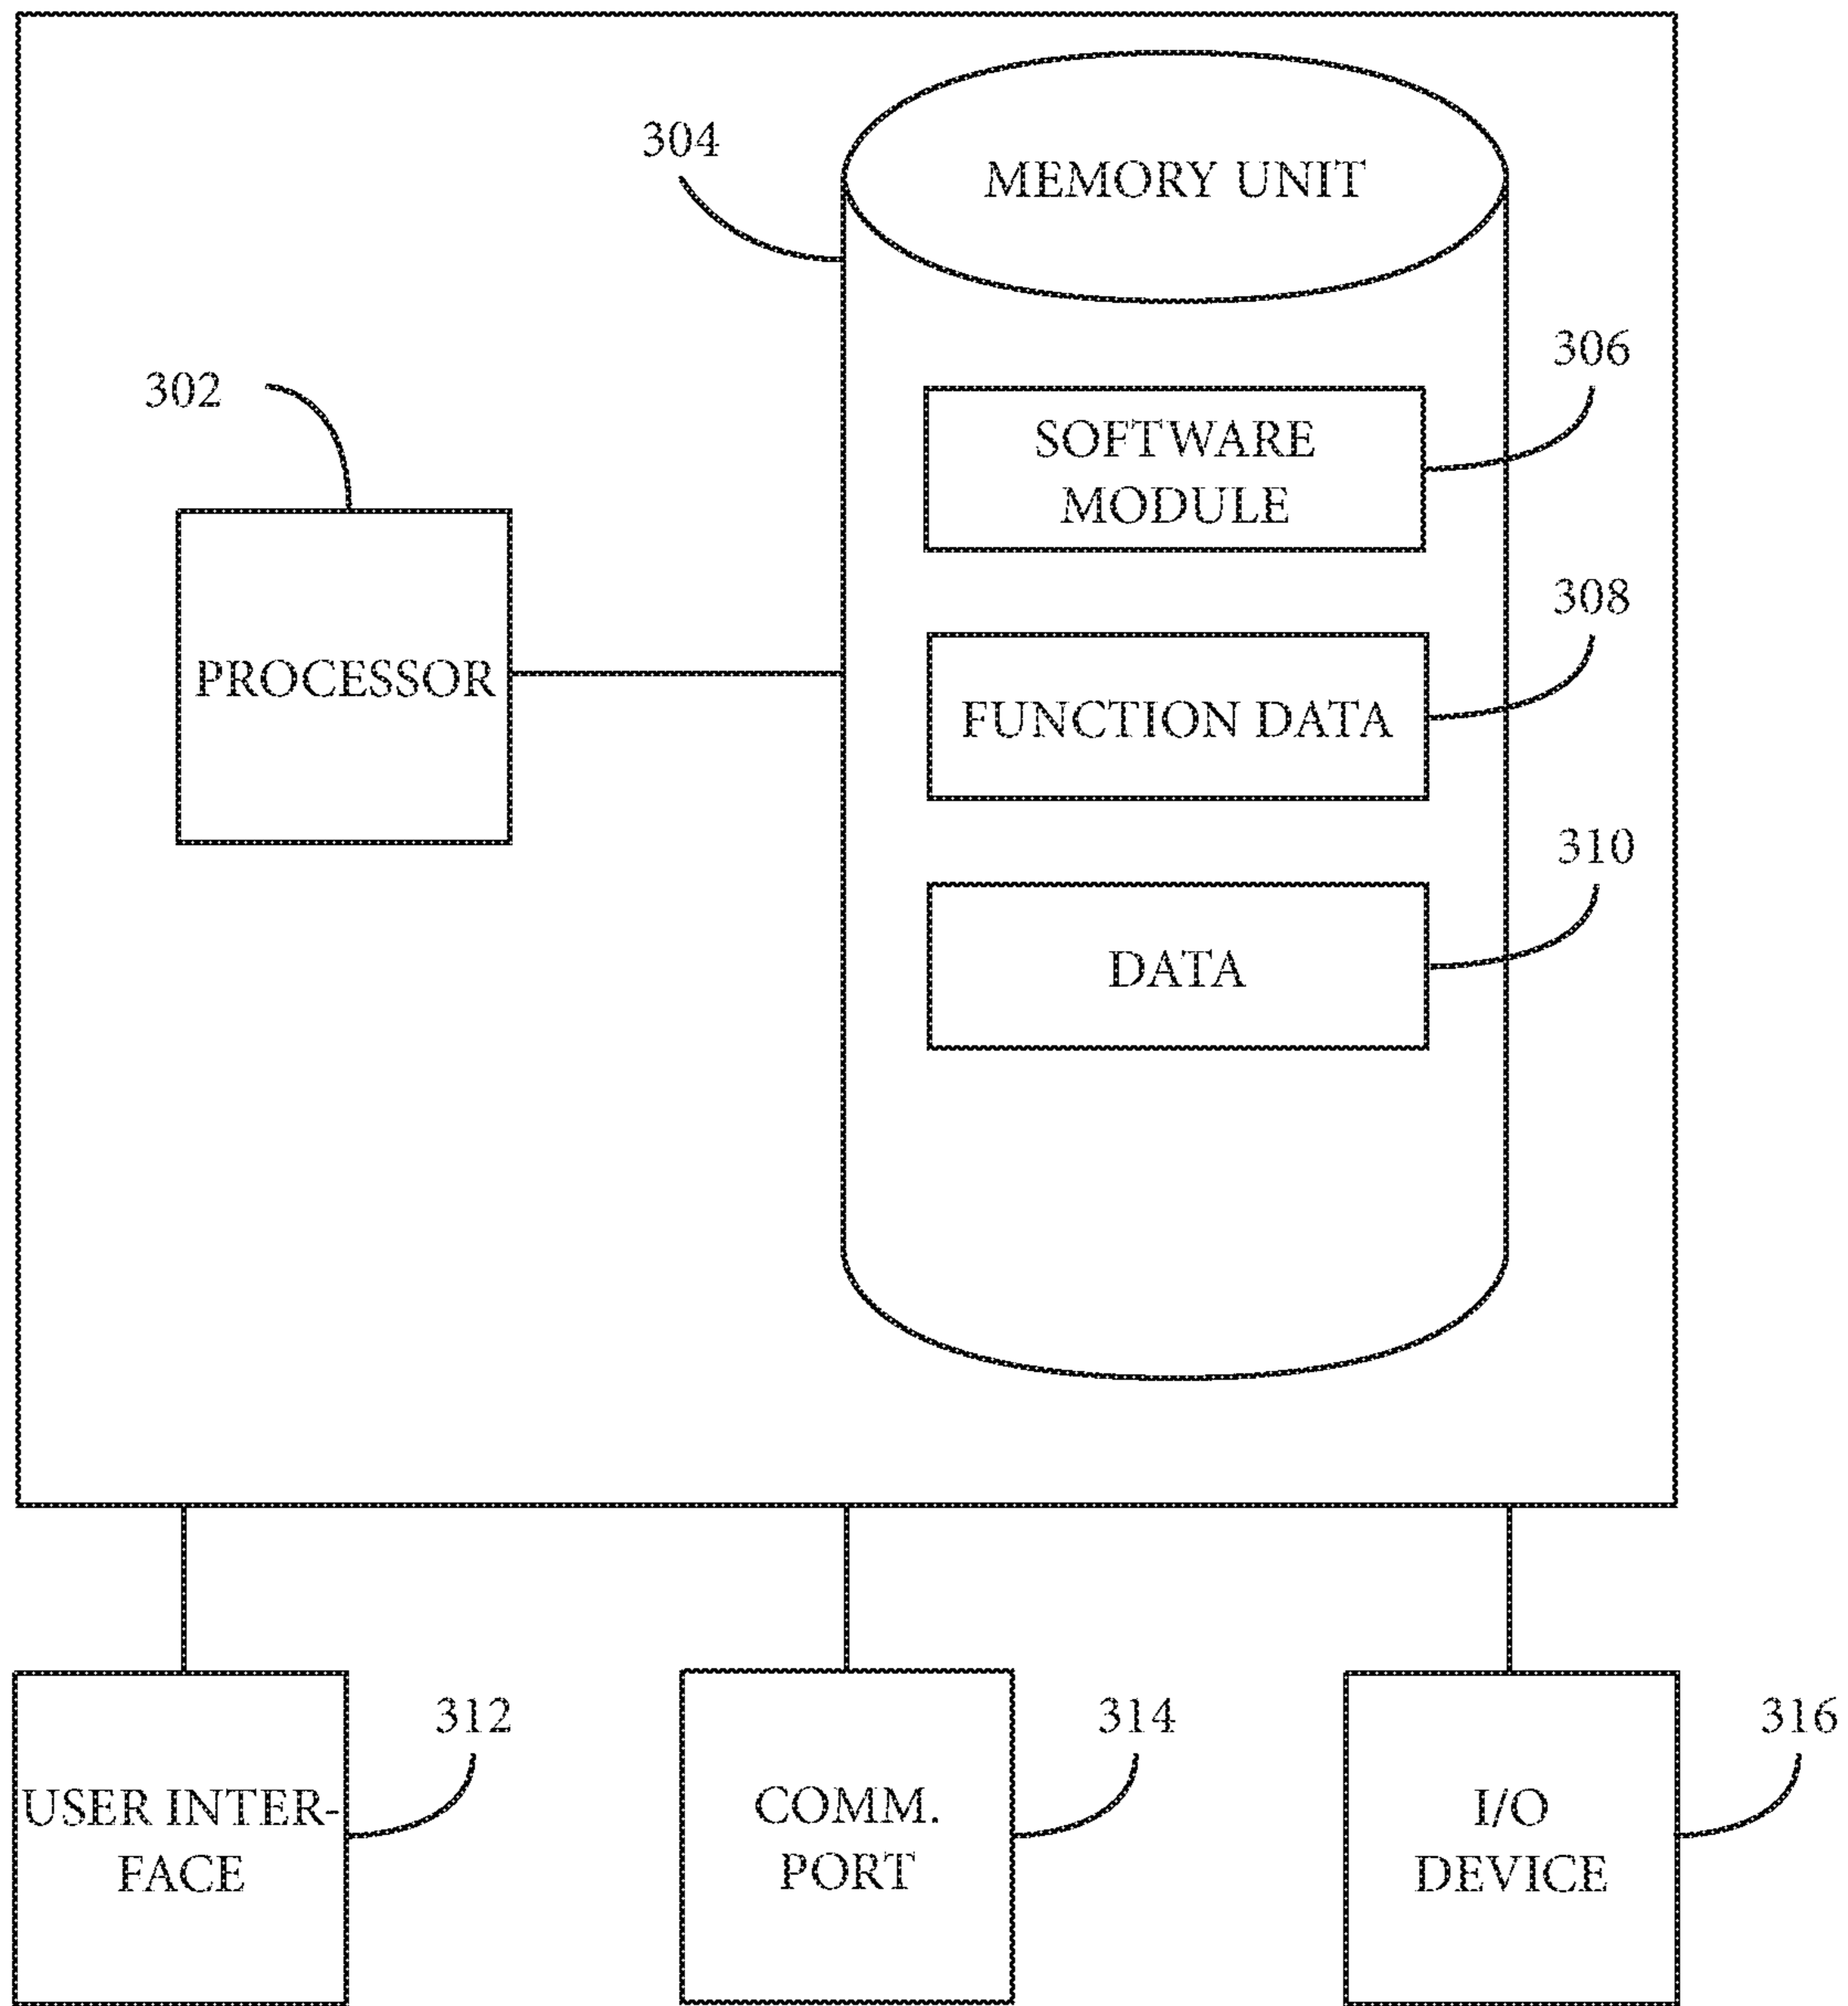 304
MEMORY UNIT
306
302
SOFTWARE
MODULE
308
PROCESSOR
FUNCTION DATA
310
DATA
312
314
316
USER INTER-
FACE
COMM.
PORT
I/O
DEVICE